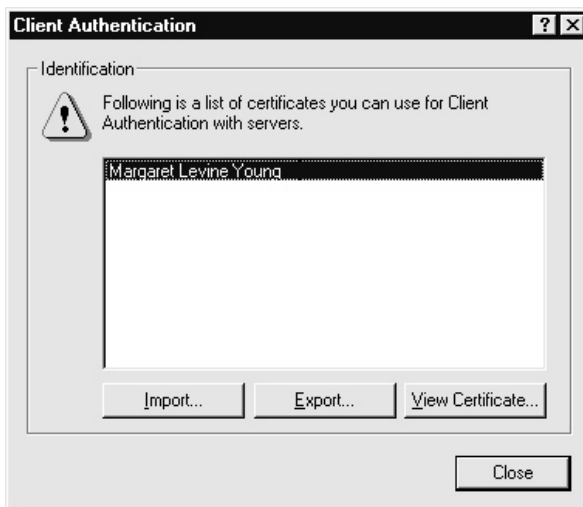 Client Authentication
Identification
Following is a list of certificates you can use for Client
Authentication with servers.
Margaret Levine Young
Import... Export... View Certificate...
Close